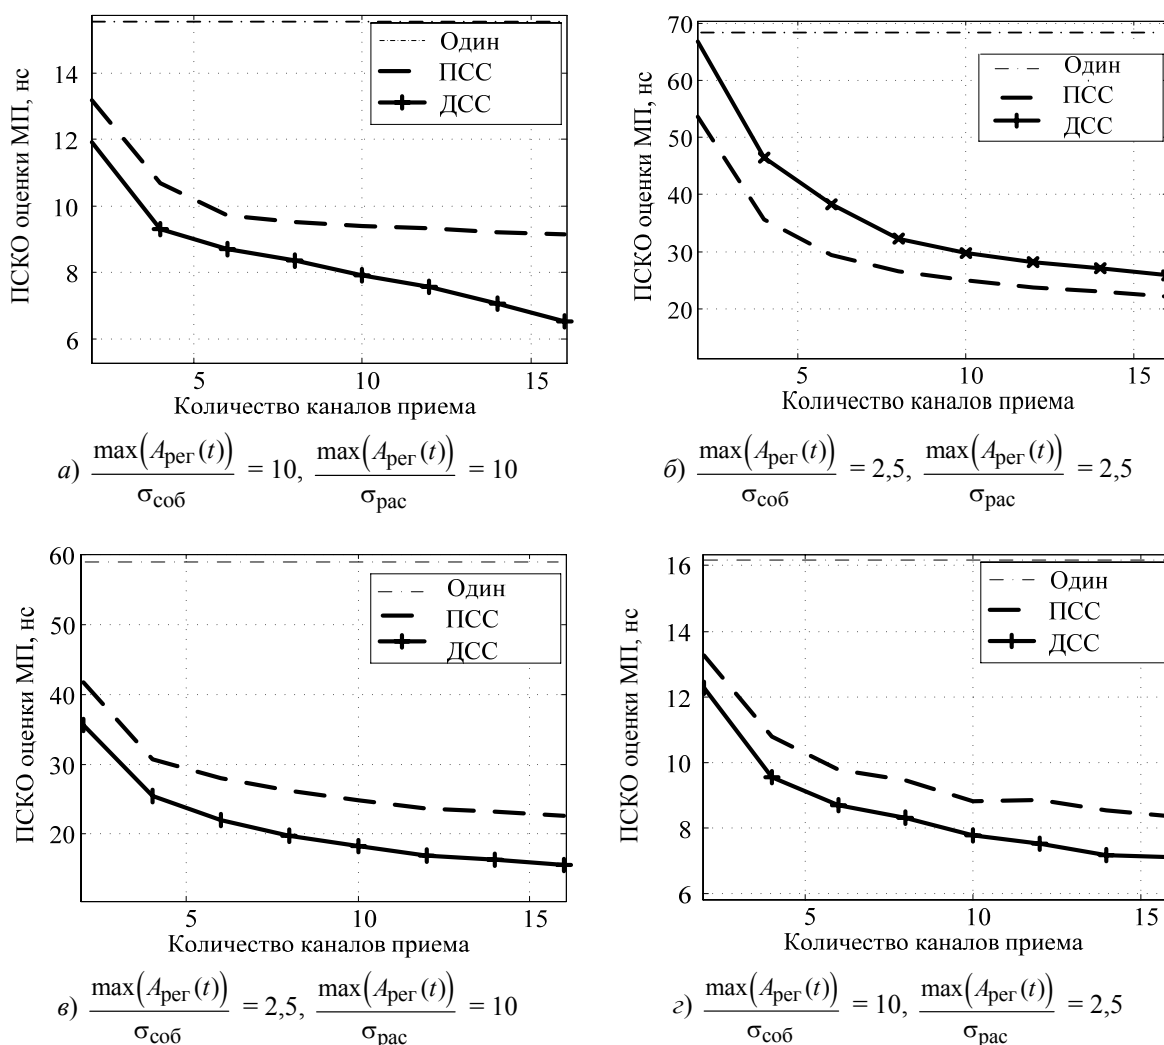 ПСКО оценки МП, нс
14
12
10
8
6
Один
ПСС
ДСС
5
10
15
Количество каналов приема
а) max(Aрег(t))/σсоб = 10, max(Aрег(t))/σрас = 10
ПСКО оценки МП, нс
70
60
50
40
30
20
Один
ПСС
ДСС
5
10
15
Количество каналов приема
б) max(Aрег(t))/σсоб = 2,5, max(Aрег(t))/σрас = 2,5
ПСКО оценки МП, нс
60
50
40
30
20
Один
ПСС
ДСС
5
10
15
Количество каналов приема
в) max(Aрег(t))/σсоб = 2,5, max(Aрег(t))/σрас = 10
ПСКО оценки МП, нс
16
14
12
10
8
6
Один
ПСС
ДСС
5
10
15
Количество каналов приема
г) max(Aрег(t))/σсоб = 10, max(Aрег(t))/σрас = 2,5